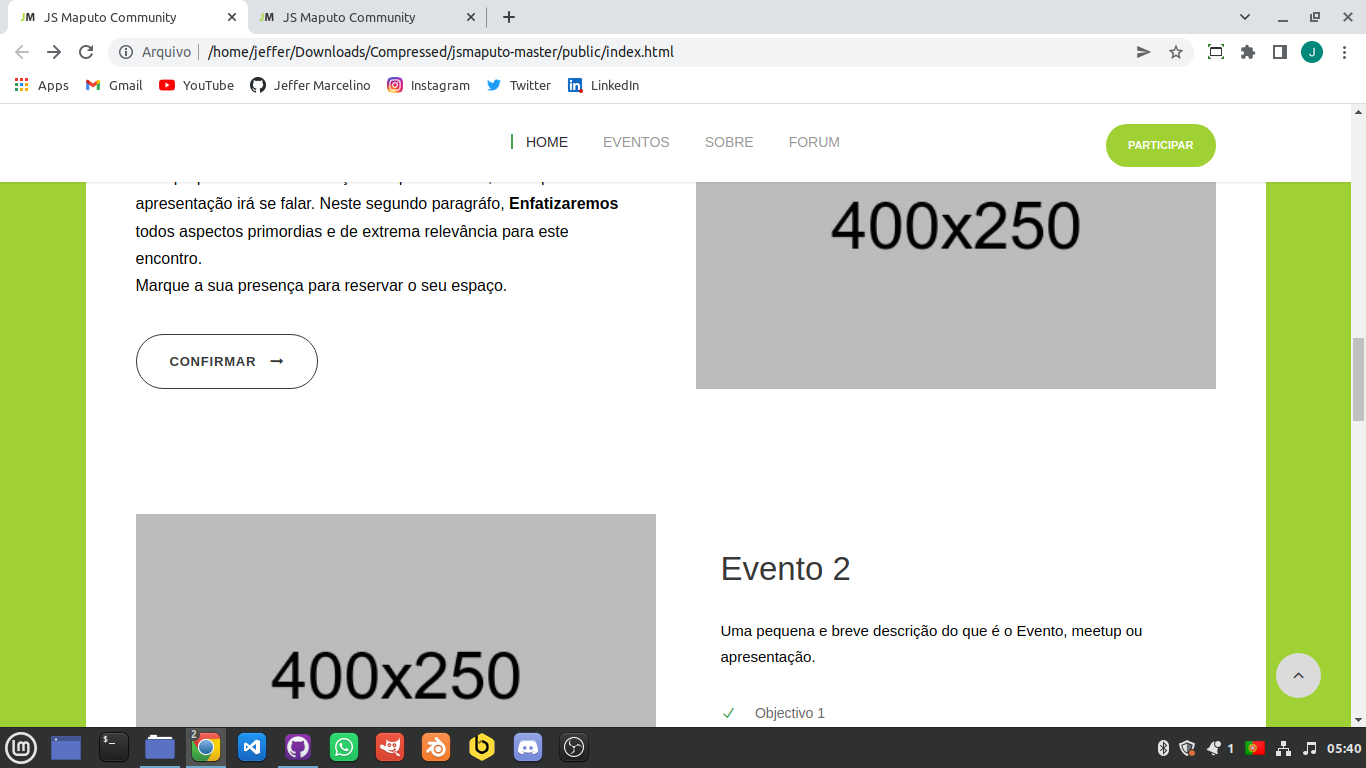 JM JS Maputo Community
JM JS Maputo Community
Arquivo /home/jeffer/Downloads/Compressed/jsmaputo-master/public/index.html
J
Apps Gmail YouTube Jeffer Marcelino Instagram Twitter LinkedIn
HOME EVENTOS SOBRE FORUM PARTICIPAR
apresentação irá se falar. Neste segundo paragráfo, Enfatizaremos
todos aspectos primordias e de extrema relevância para este
encontro.
Marque a sua presença para reservar o seu espaço.
CONFIRMAR
400x250
400x250
Evento 2
Uma pequena e breve descrição do que é o Evento, meetup ou
apresentação.
Objectivo 1
2
1 05:40